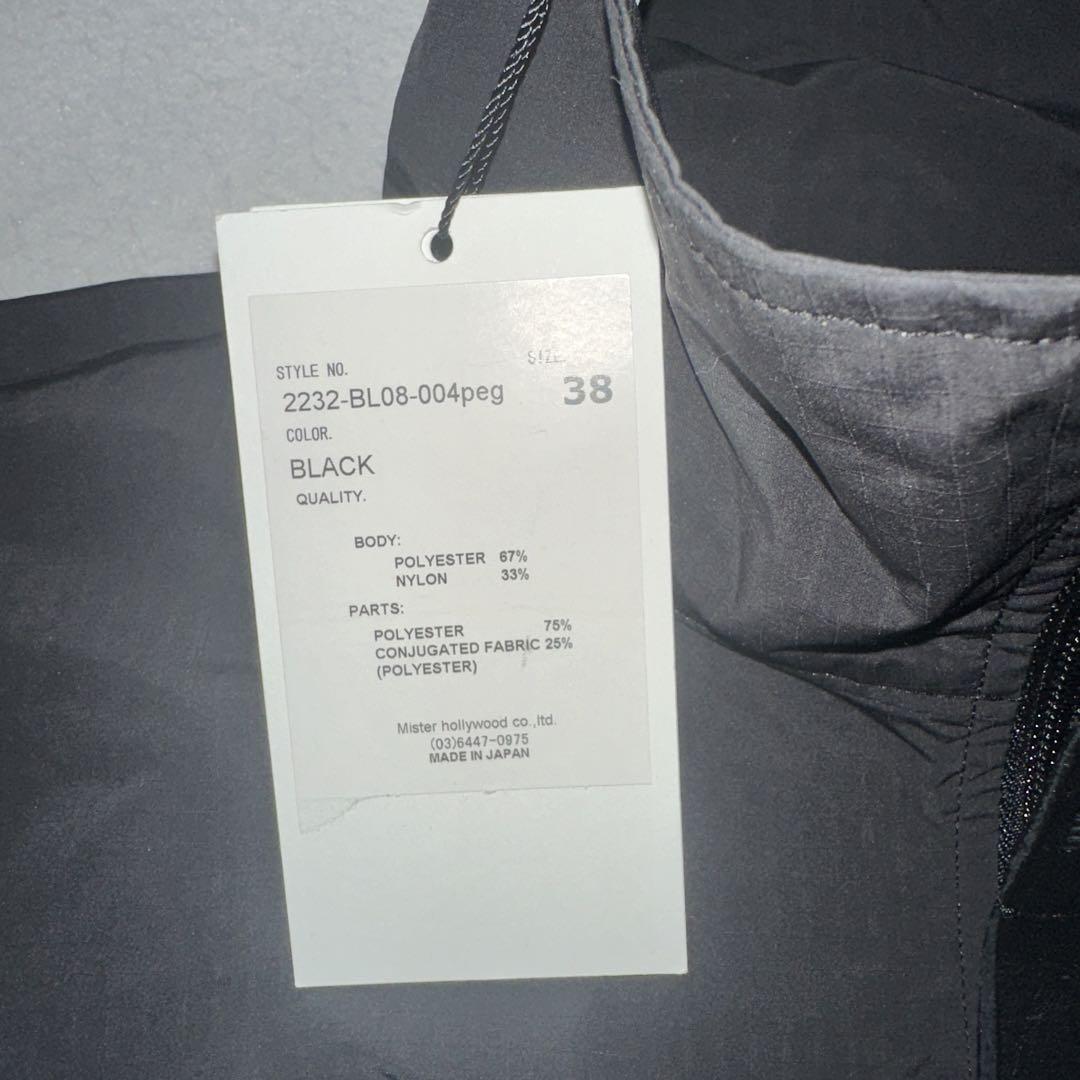 STYLE NO.
SIZE.
2232-BL08-004peg
38
COLOR.
BLACK
QUALITY.
BODY:
POLYESTER 67%
NYLON 33%
PARTS:
POLYESTER 75%
CONJUGATED FABRIC 25%
(POLYESTER)
Mister hollywood co.,ltd.
(03)6447-0975
MADE IN JAPAN